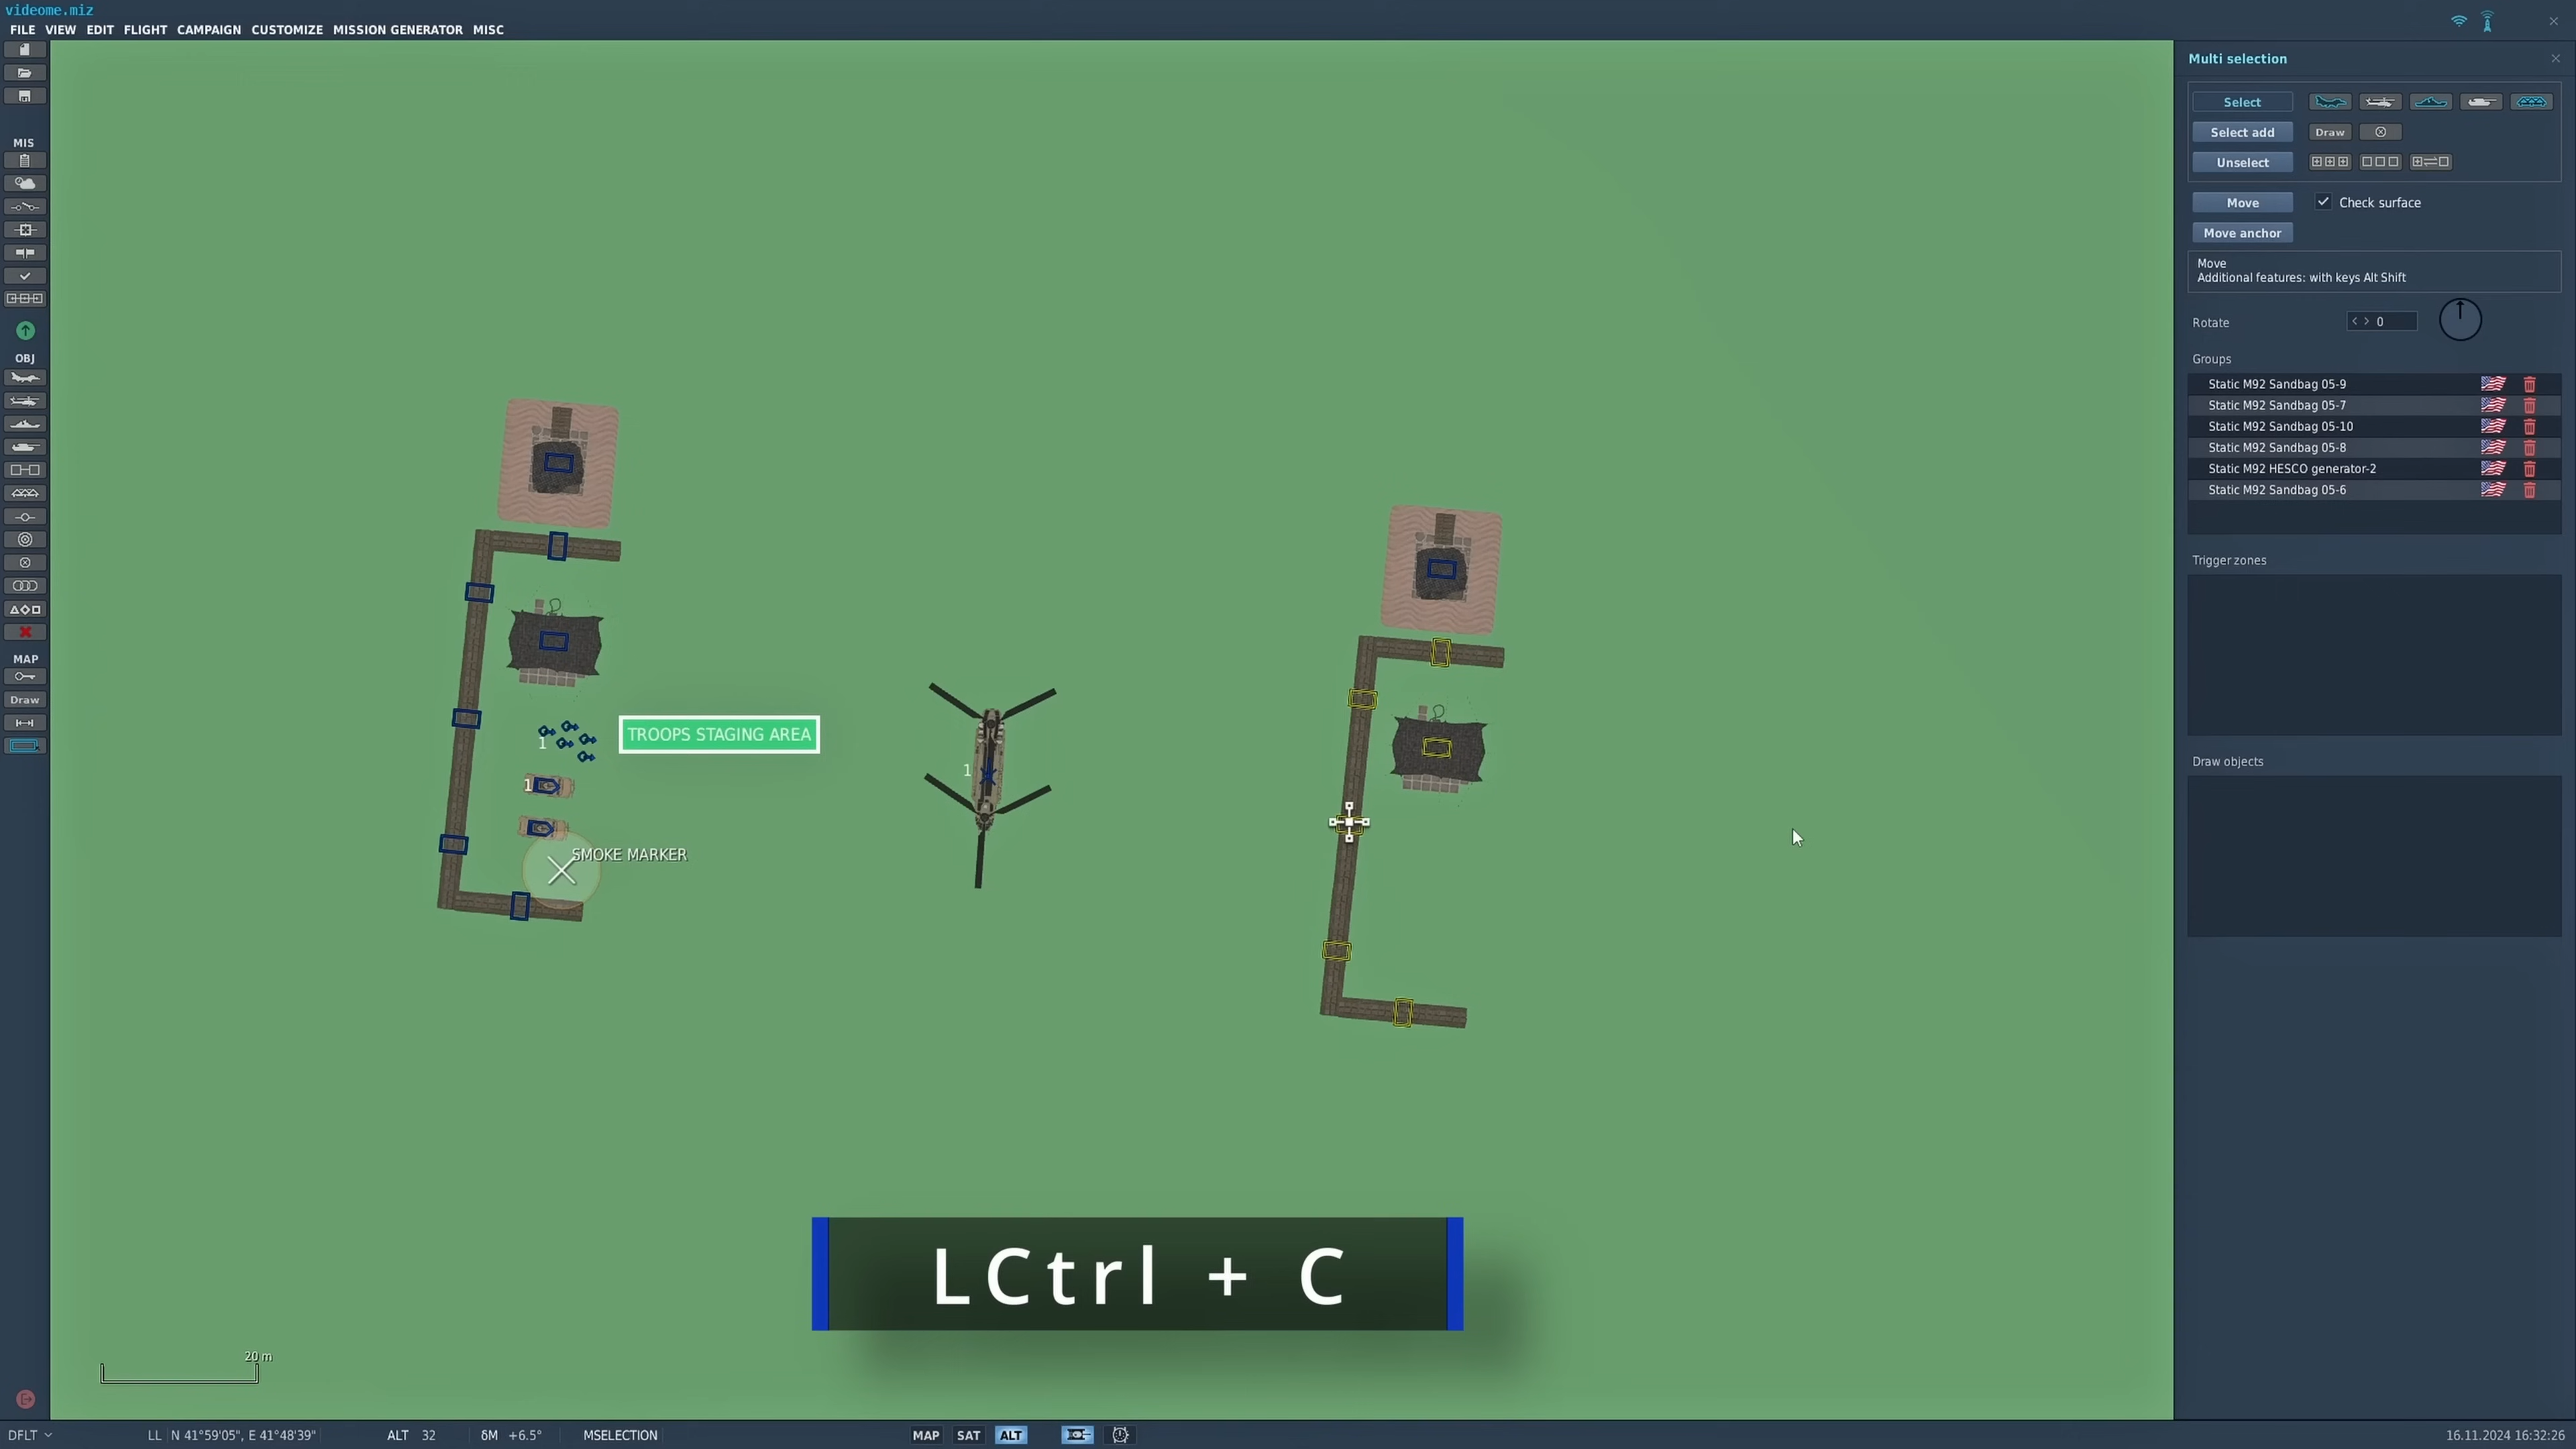 videome.miz
FILE VIEW EDIT FLIGHT CAMPAIGN CUSTOMIZE MISSION GENERATOR MISC
MIS
OBJ
MAP
Draw
1
TROOPS STAGING AREA
1
SMOKE MARKER
1
LCtrl + C
20 m
Multi selection
Select
Select add
Draw
Unselect
Move
Check surface
Move anchor
Move
Additional features: with keys Alt Shift
Rotate
< > 0
Groups
Static M92 Sandbag 05-9
Static M92 Sandbag 05-7
Static M92 Sandbag 05-10
Static M92 Sandbag 05-8
Static M92 HESCO generator-2
Static M92 Sandbag 05-6
Trigger zones
Draw objects
DFLT LL N 41°59'05", E 41°48'39" ALT 32 δM +6.5° MSELECTION MAP SAT ALT 16.11.2024 16:32:26